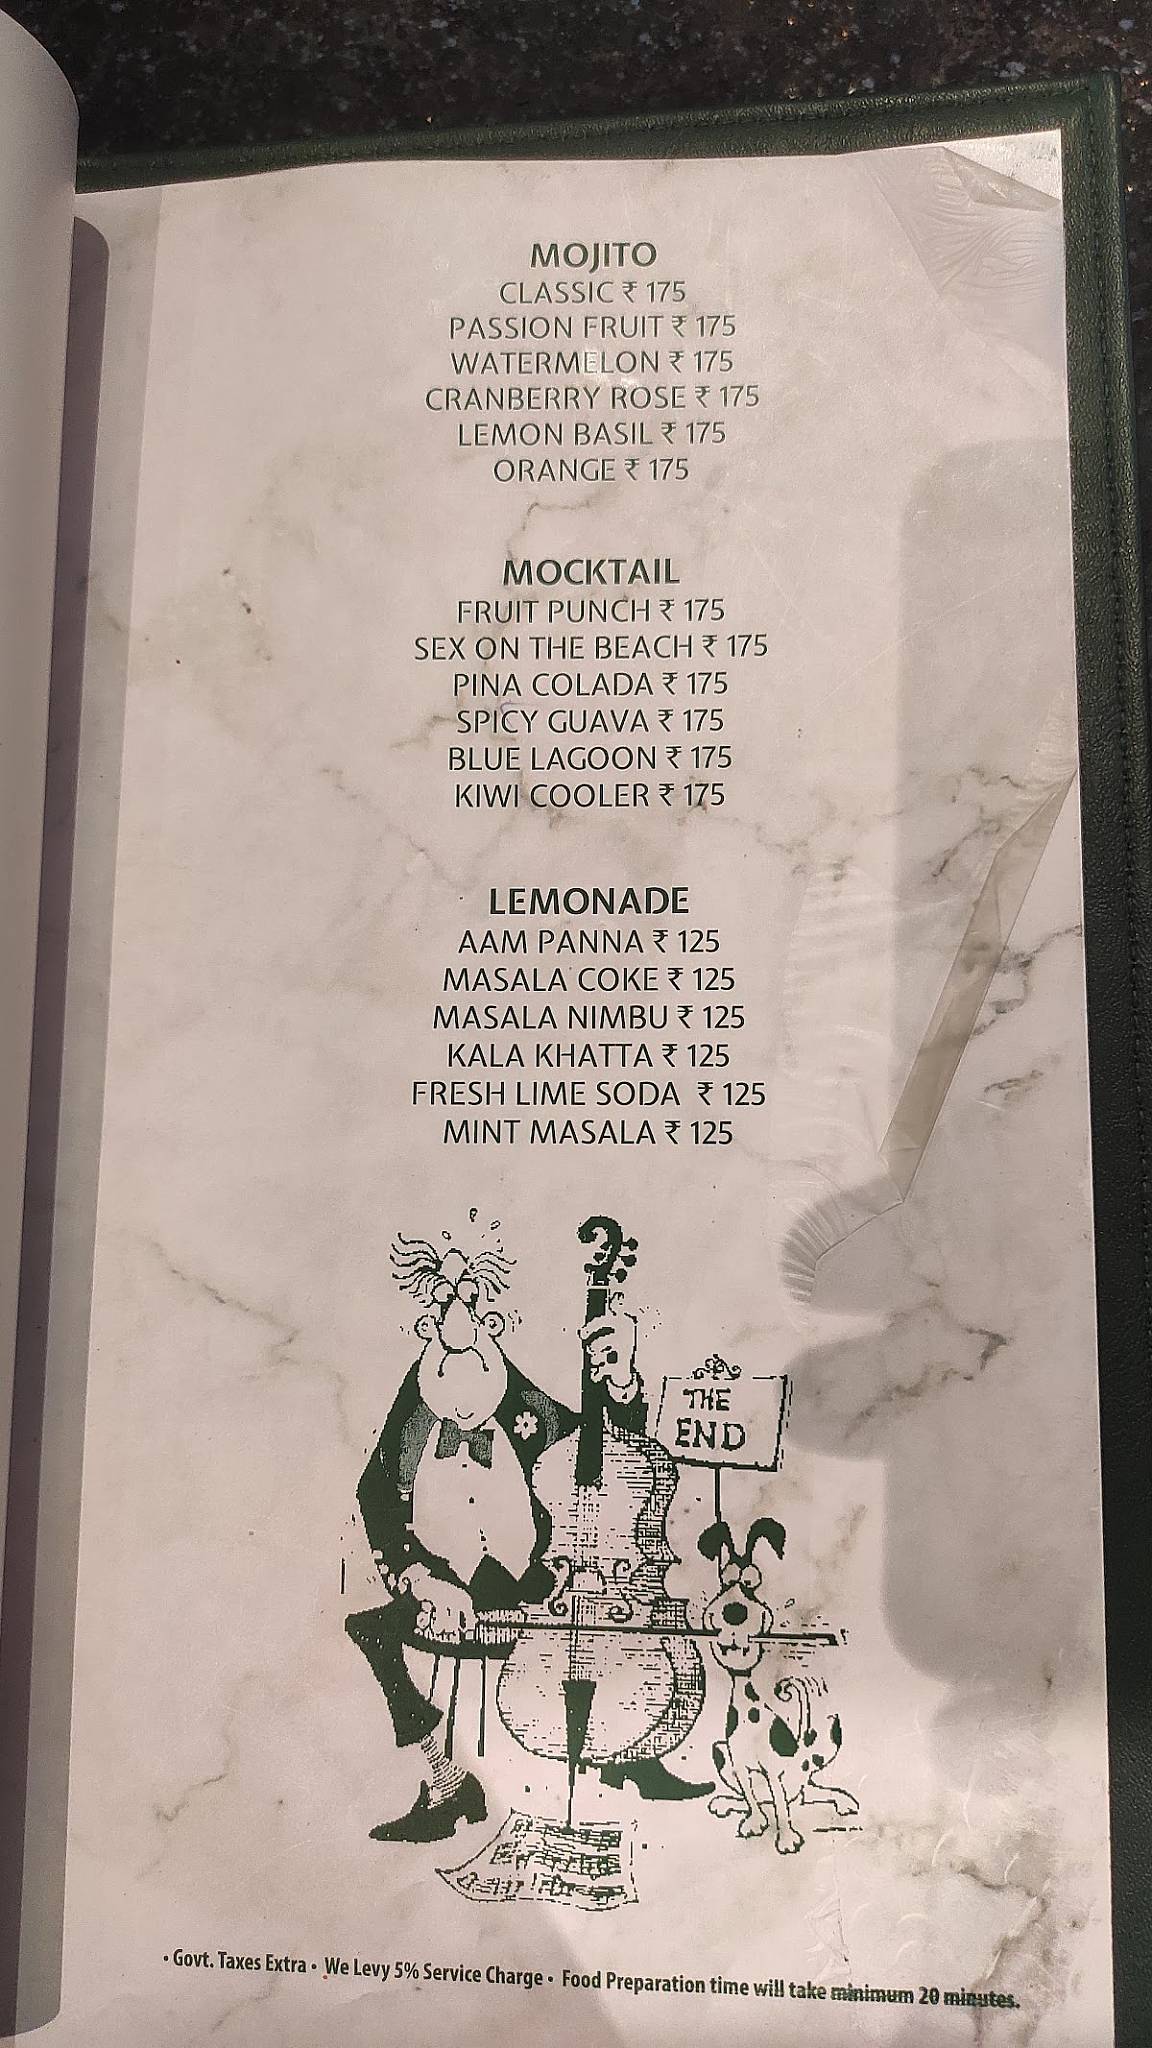 MOJITO
CLASSIC ₹ 175
PASSION FRUIT ₹ 175
WATERMELON ₹ 175
CRANBERRY ROSE ₹ 175
LEMON BASIL ₹ 175
ORANGE ₹ 175
MOCKTAIL
FRUIT PUNCH ₹ 175
SEX ON THE BEACH ₹ 175
PINA COLADA ₹ 175
SPICY GUAVA ₹ 175
BLUE LAGOON ₹ 175
KIWI COOLER ₹ 175
LEMONADE
AAM PANNA ₹ 125
MASALA COKE ₹ 125
MASALA NIMBU ₹ 125
KALA KHATTA ₹ 125
FRESH LIME SODA ₹ 125
MINT MASALA ₹ 125
THE
END
• Govt. Taxes Extra • We Levy 5% Service Charge • Food Preparation time will take minimum 20 minutes.